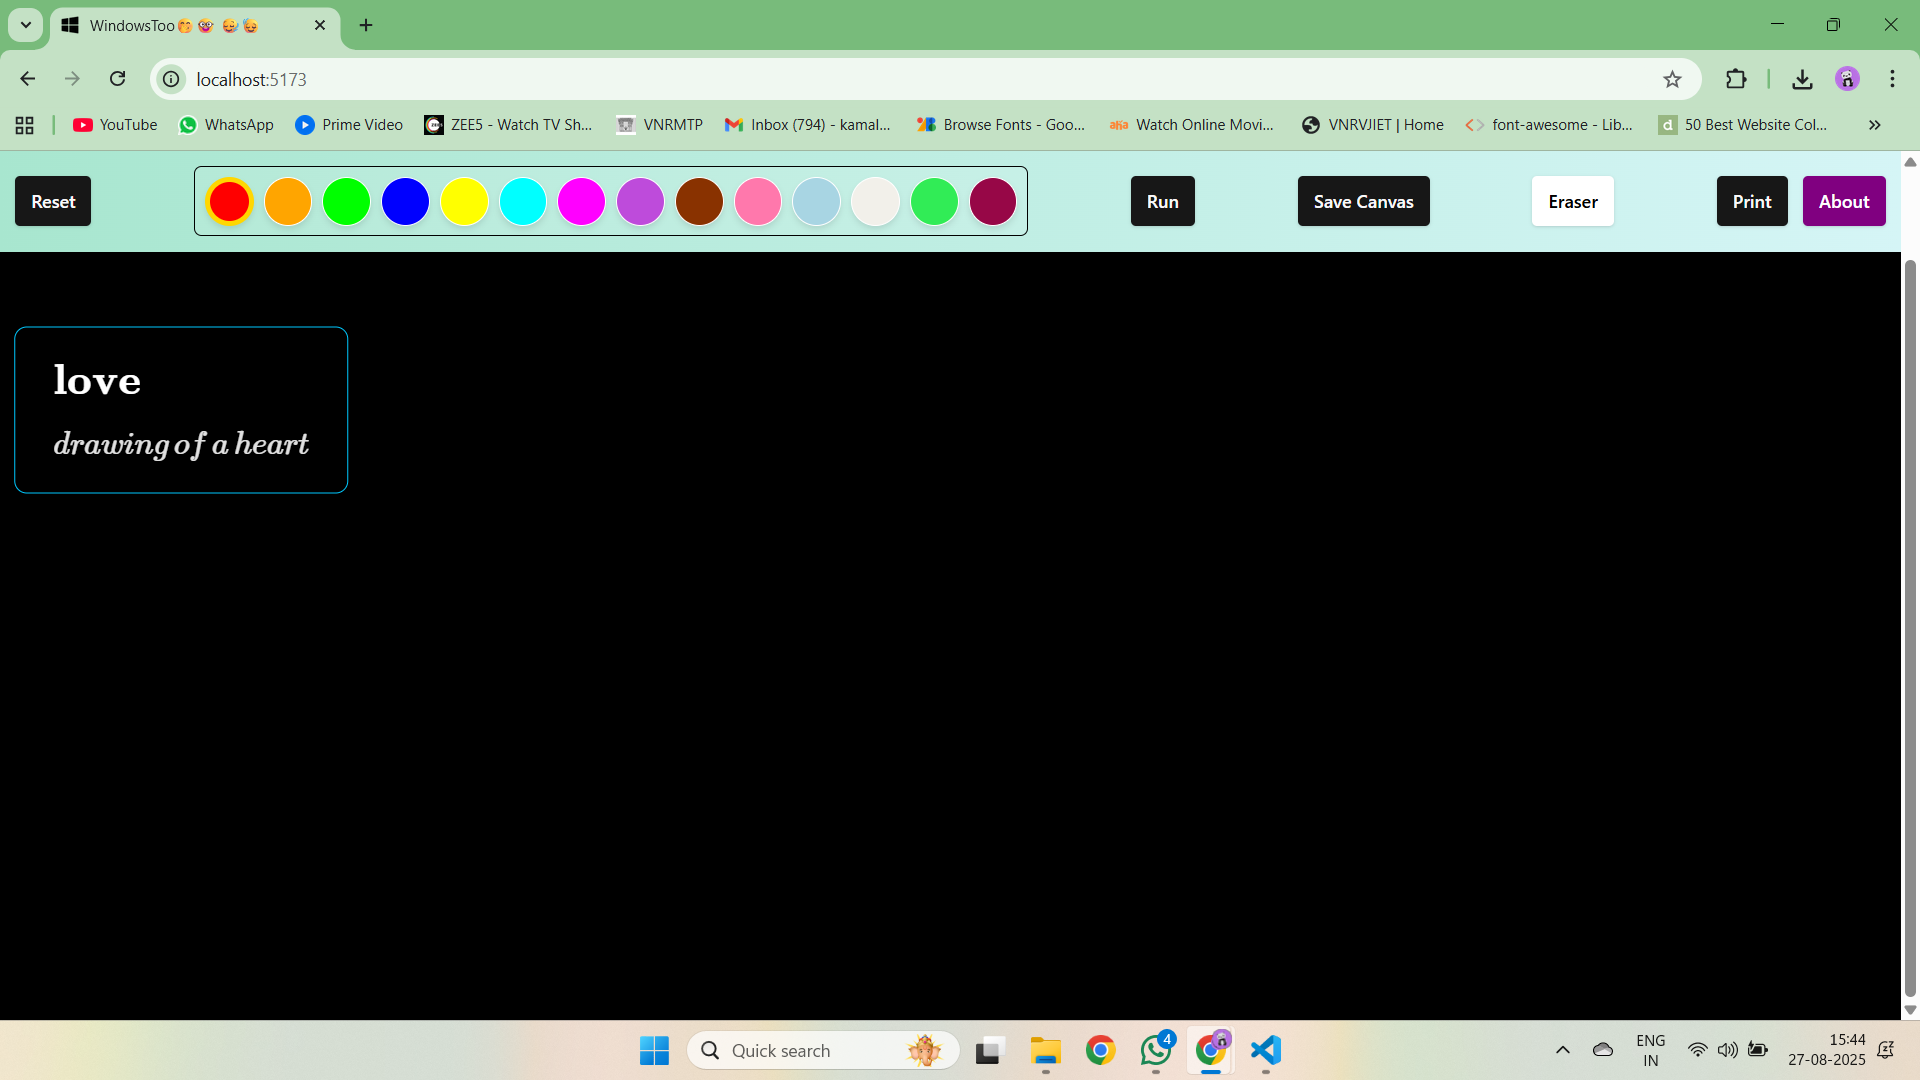 WindowsToo🤭🤓 😅🥳
localhost:5173
YouTube
WhatsApp
Prime Video
ZEE5 - Watch TV Sh...
VNRMTP
Inbox (794) - kamal...
Browse Fonts - Goo...
aha
Watch Online Movi...
VNRVJIET | Home
font-awesome - Lib...
d
50 Best Website Col...
Reset
Run
Save Canvas
Eraser
Print
About
love
drawing of a heart
Quick search
4
ENG
IN
15:44
27-08-2025